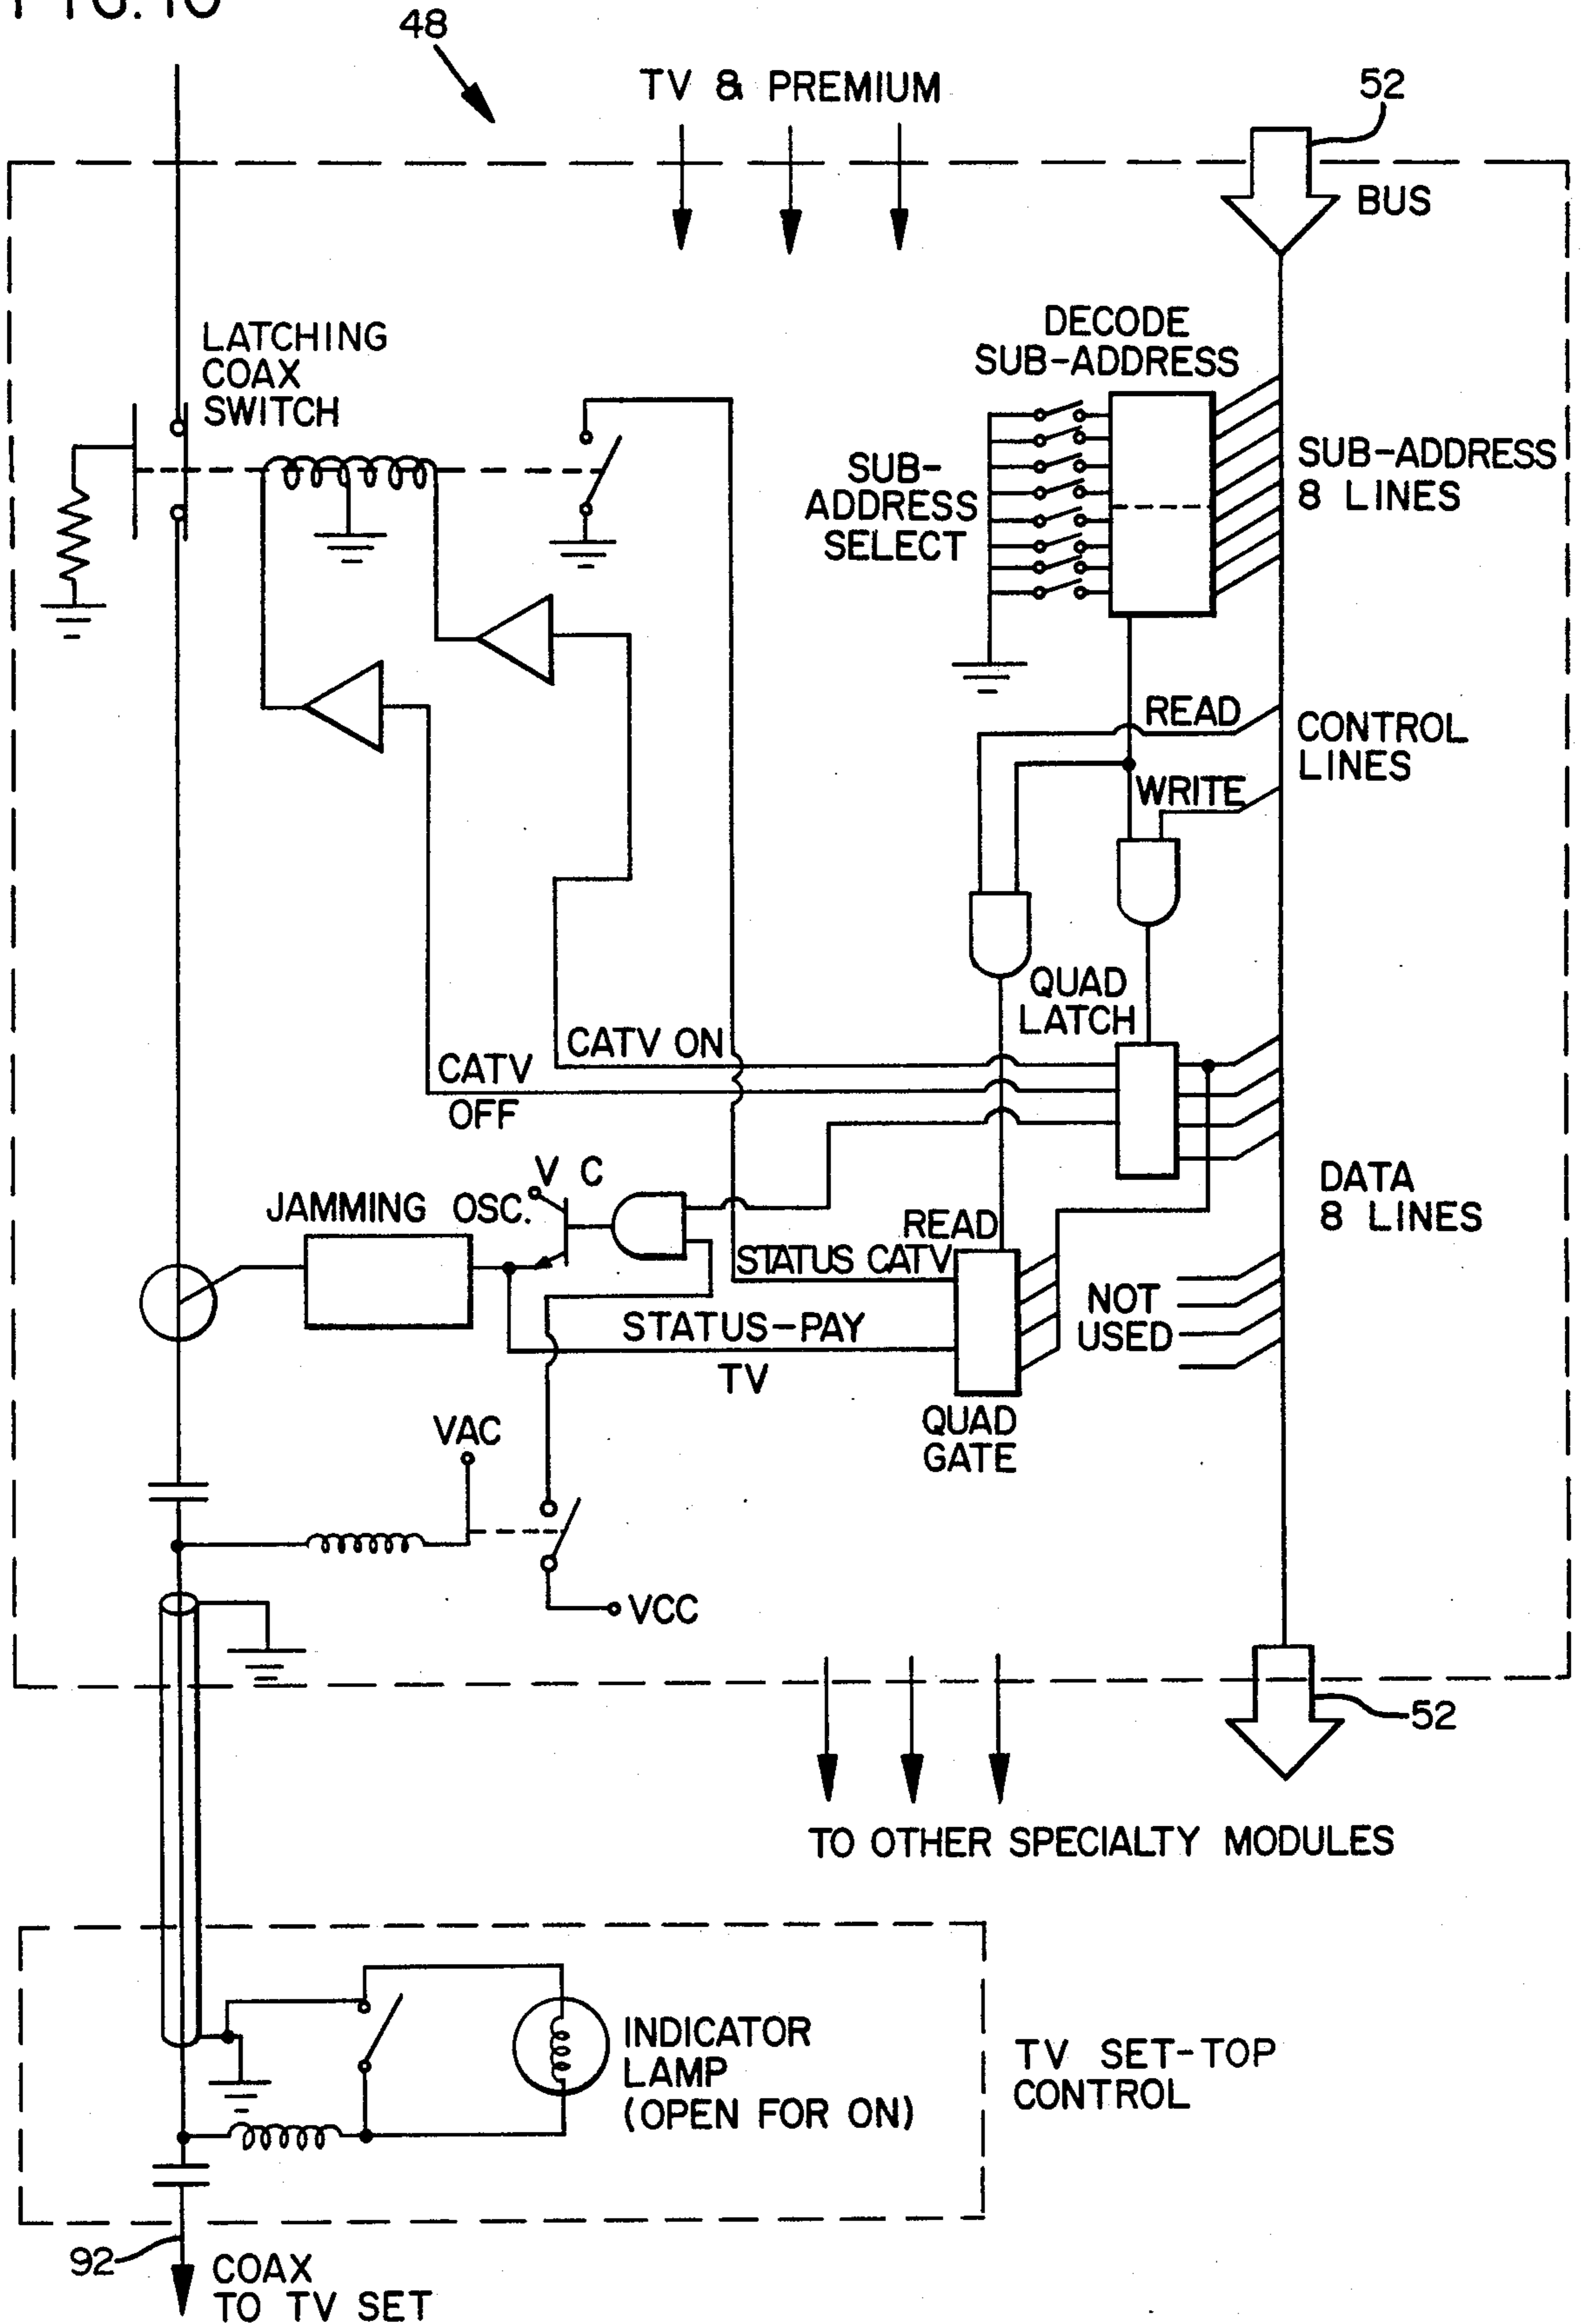 FIG. 10
48
TV & PREMIUM
52
BUS
LATCHING
COAX
SWITCH
DECODE
SUB-ADDRESS
SUB-
ADDRESS
SELECT
SUB-ADDRESS
8 LINES
READ
CONTROL
LINES
WRITE
QUAD
LATCH
CATV ON
CATV
OFF
DATA
8 LINES
V C
JAMMING OSC.
READ
STATUS CATV
NOT
USED
STATUS-PAY
TV
QUAD
GATE
VAC
VCC
52
TO OTHER SPECIALTY MODULES
INDICATOR
LAMP
(OPEN FOR ON)
TV SET-TOP
CONTROL
92
COAX
TO TV SET